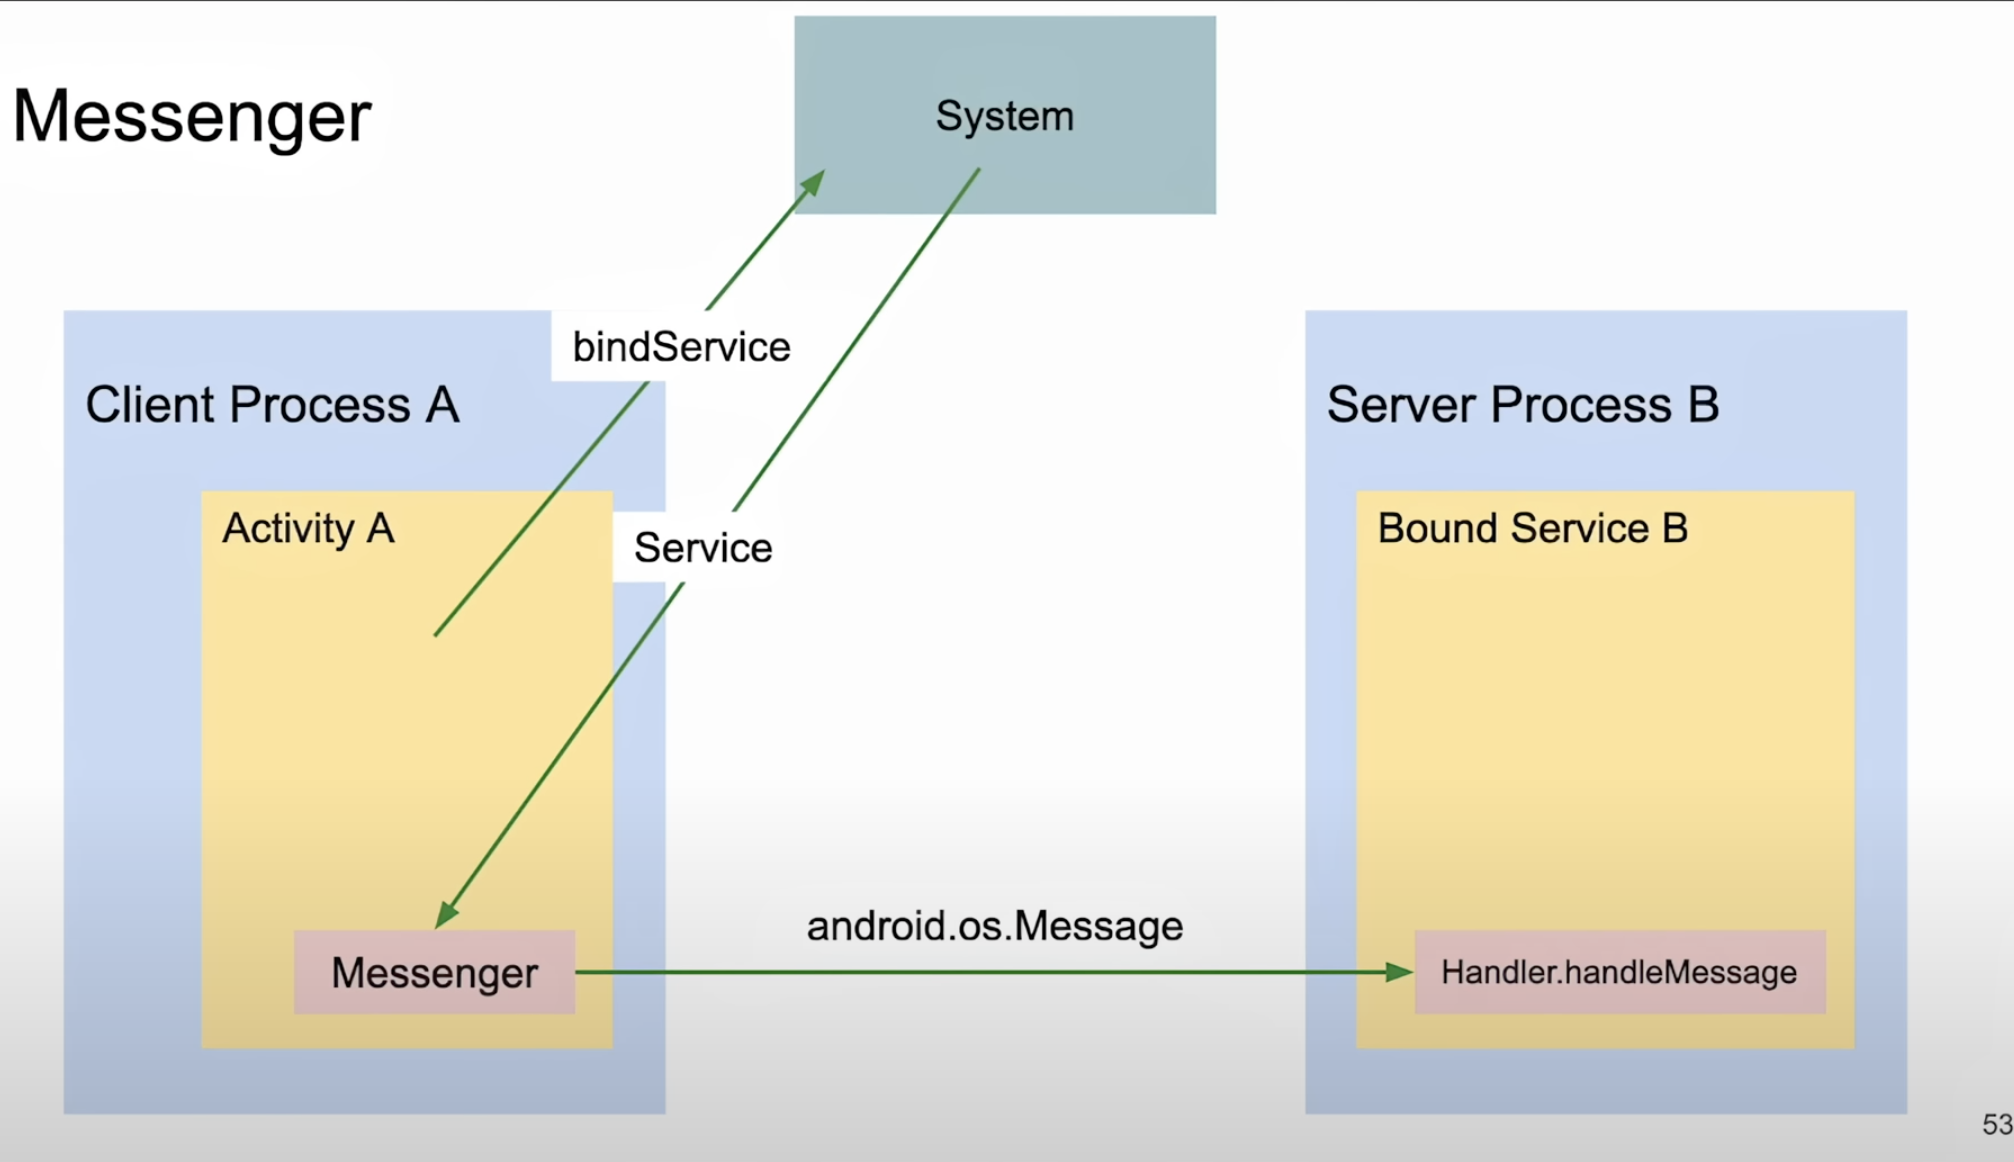 Messenger
System
bindService
Client Process A
Server Process B
Activity A
Service
Bound Service B
android.os.Message
Messenger
Handler.handleMessage
53